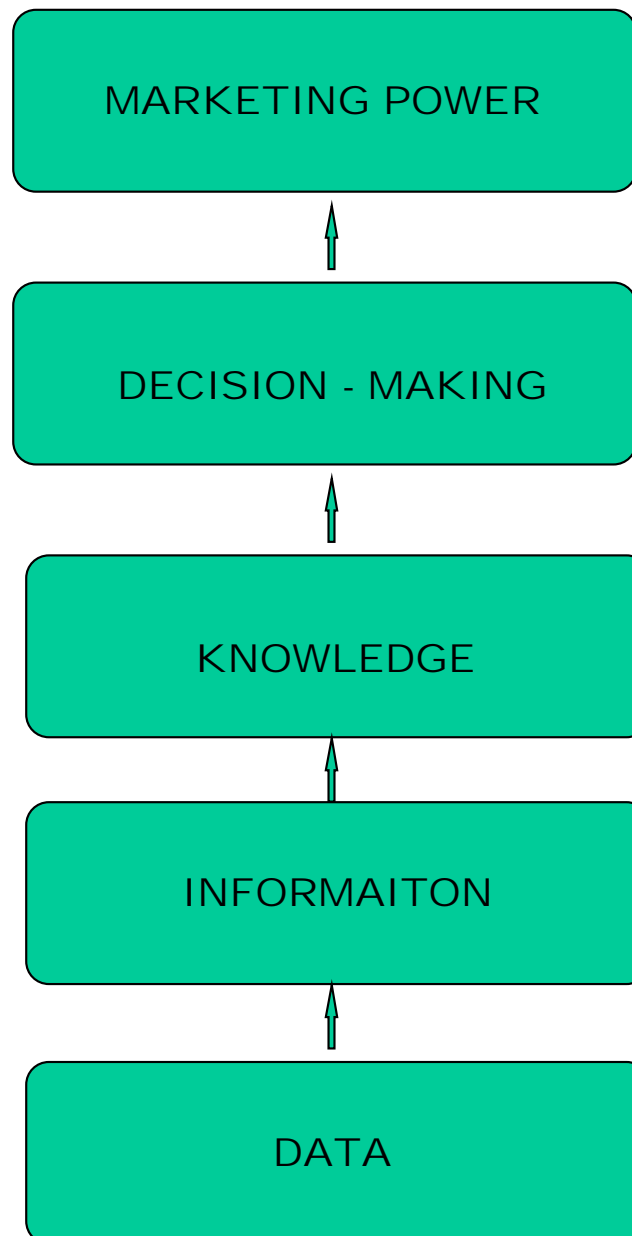 MARKETING POWER
DECISION - MAKING
KNOWLEDGE
INFORMAITON
DATA